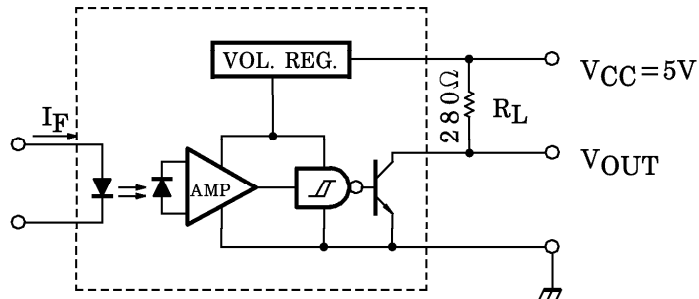 VOL. REG.
VCC=5V
280Ω
RL
IF
VOUT
AMP